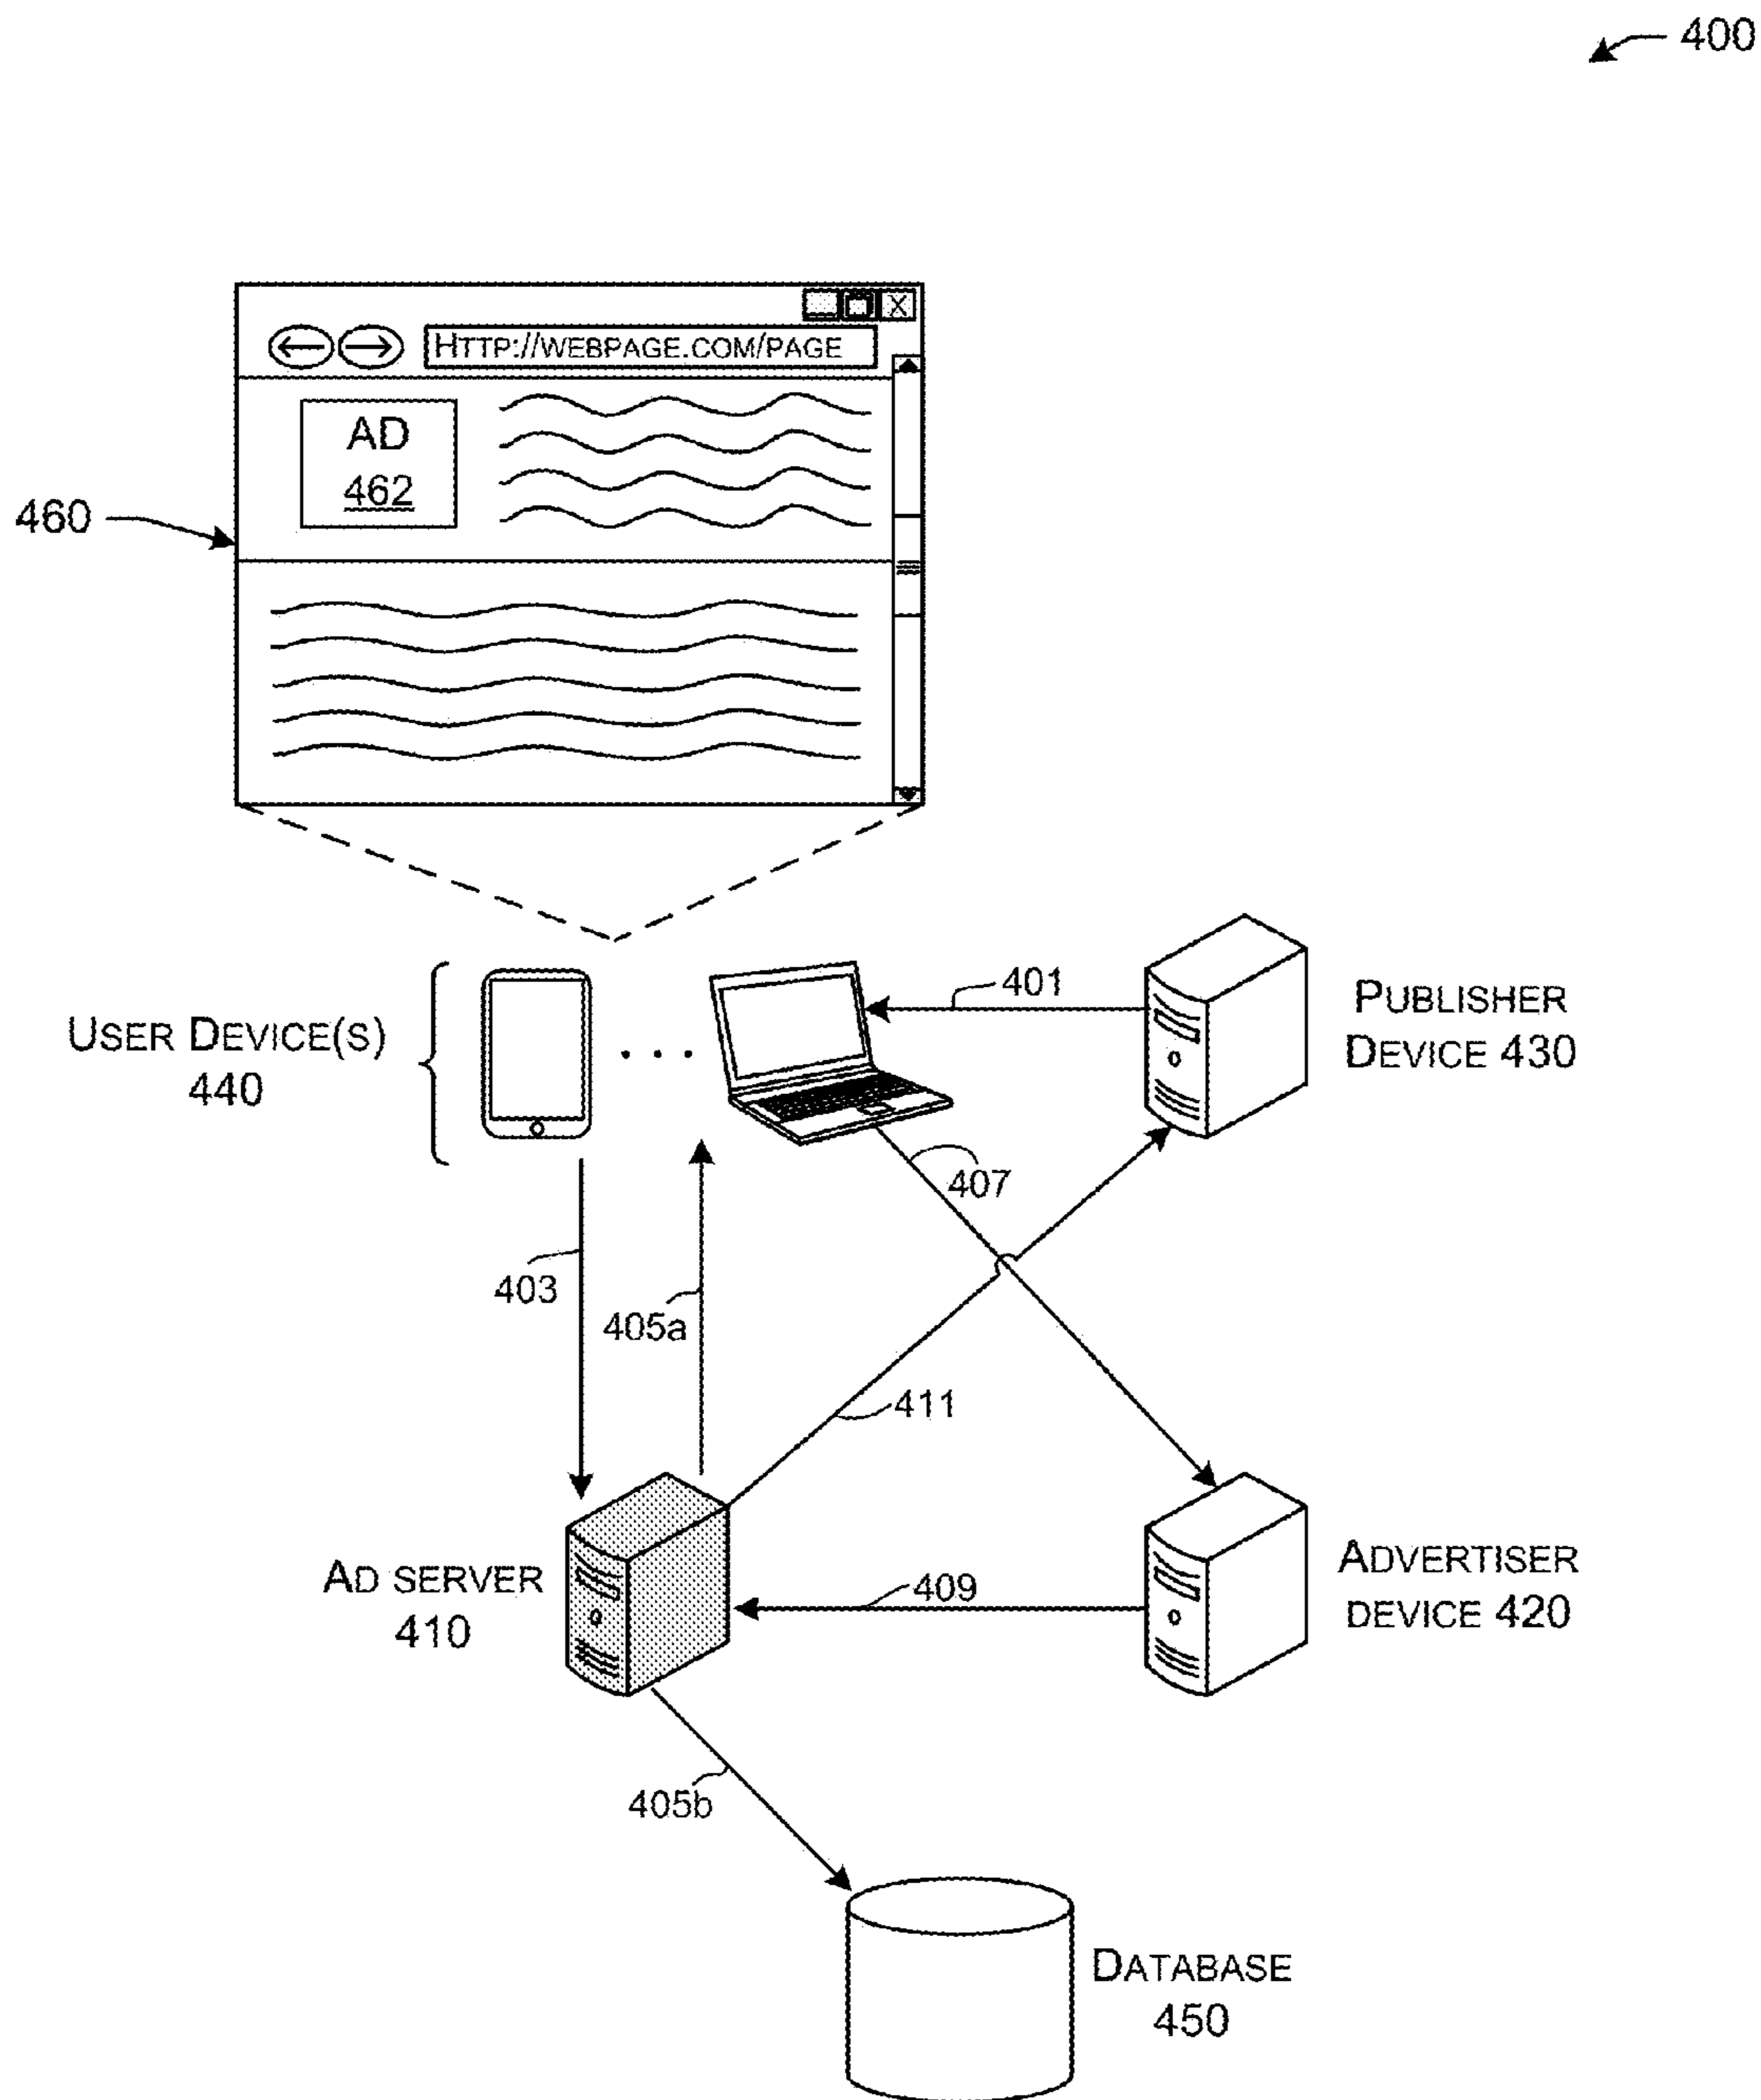 400
HTTP://WEBPAGE.COM/PAGE
X
AD
462
460
401
PUBLISHER
DEVICE 430
USER DEVICE(S)
440
407
403
405a
411
AD SERVER
410
409
ADVERTISER
DEVICE 420
405b
DATABASE
450